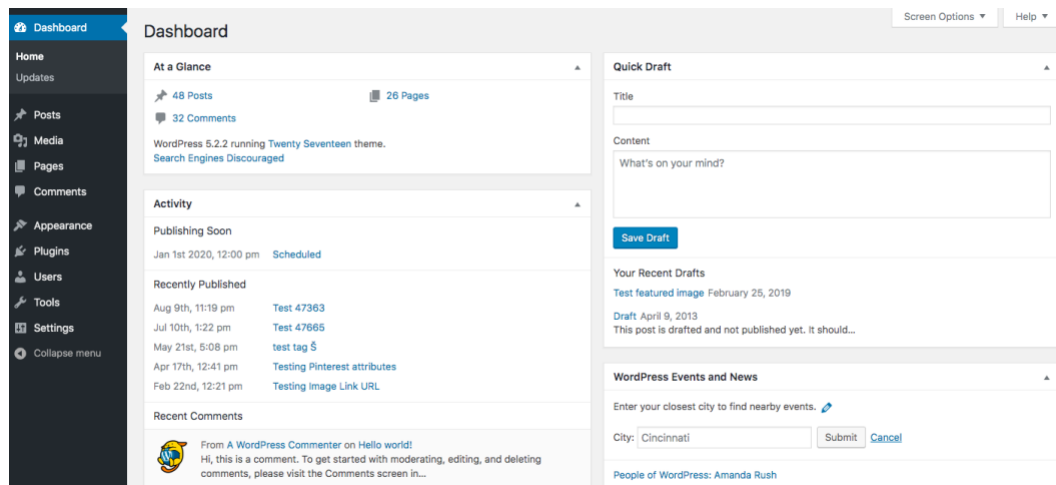 Screen Options ▼
Help ▼
Dashboard
Home
Updates
Posts
Media
Pages
Comments
Appearance
Plugins
Users
Tools
Settings
Collapse menu
Dashboard
At a Glance
48 Posts
26 Pages
32 Comments
WordPress 5.2.2 running Twenty Seventeen theme.
Search Engines Discouraged
Activity
Publishing Soon
Jan 1st 2020, 12:00 pm Scheduled
Recently Published
Aug 9th, 11:19 pm Test 47363
Jul 10th, 1:22 pm Test 47665
May 21st, 5:08 pm test tag Š
Apr 17th, 12:41 pm Testing Pinterest attributes
Feb 22nd, 12:21 pm Testing Image Link URL
Recent Comments
From A WordPress Commenter on Hello world!
Hi, this is a comment. To get started with moderating, editing, and deleting
comments, please visit the Comments screen in...
Quick Draft
Title
Content
What's on your mind?
Save Draft
Your Recent Drafts
Test featured image February 25, 2019
Draft April 9, 2013
This post is drafted and not published yet. It should...
WordPress Events and News
Enter your closest city to find nearby events.
City: Cincinnati Submit Cancel
People of WordPress: Amanda Rush